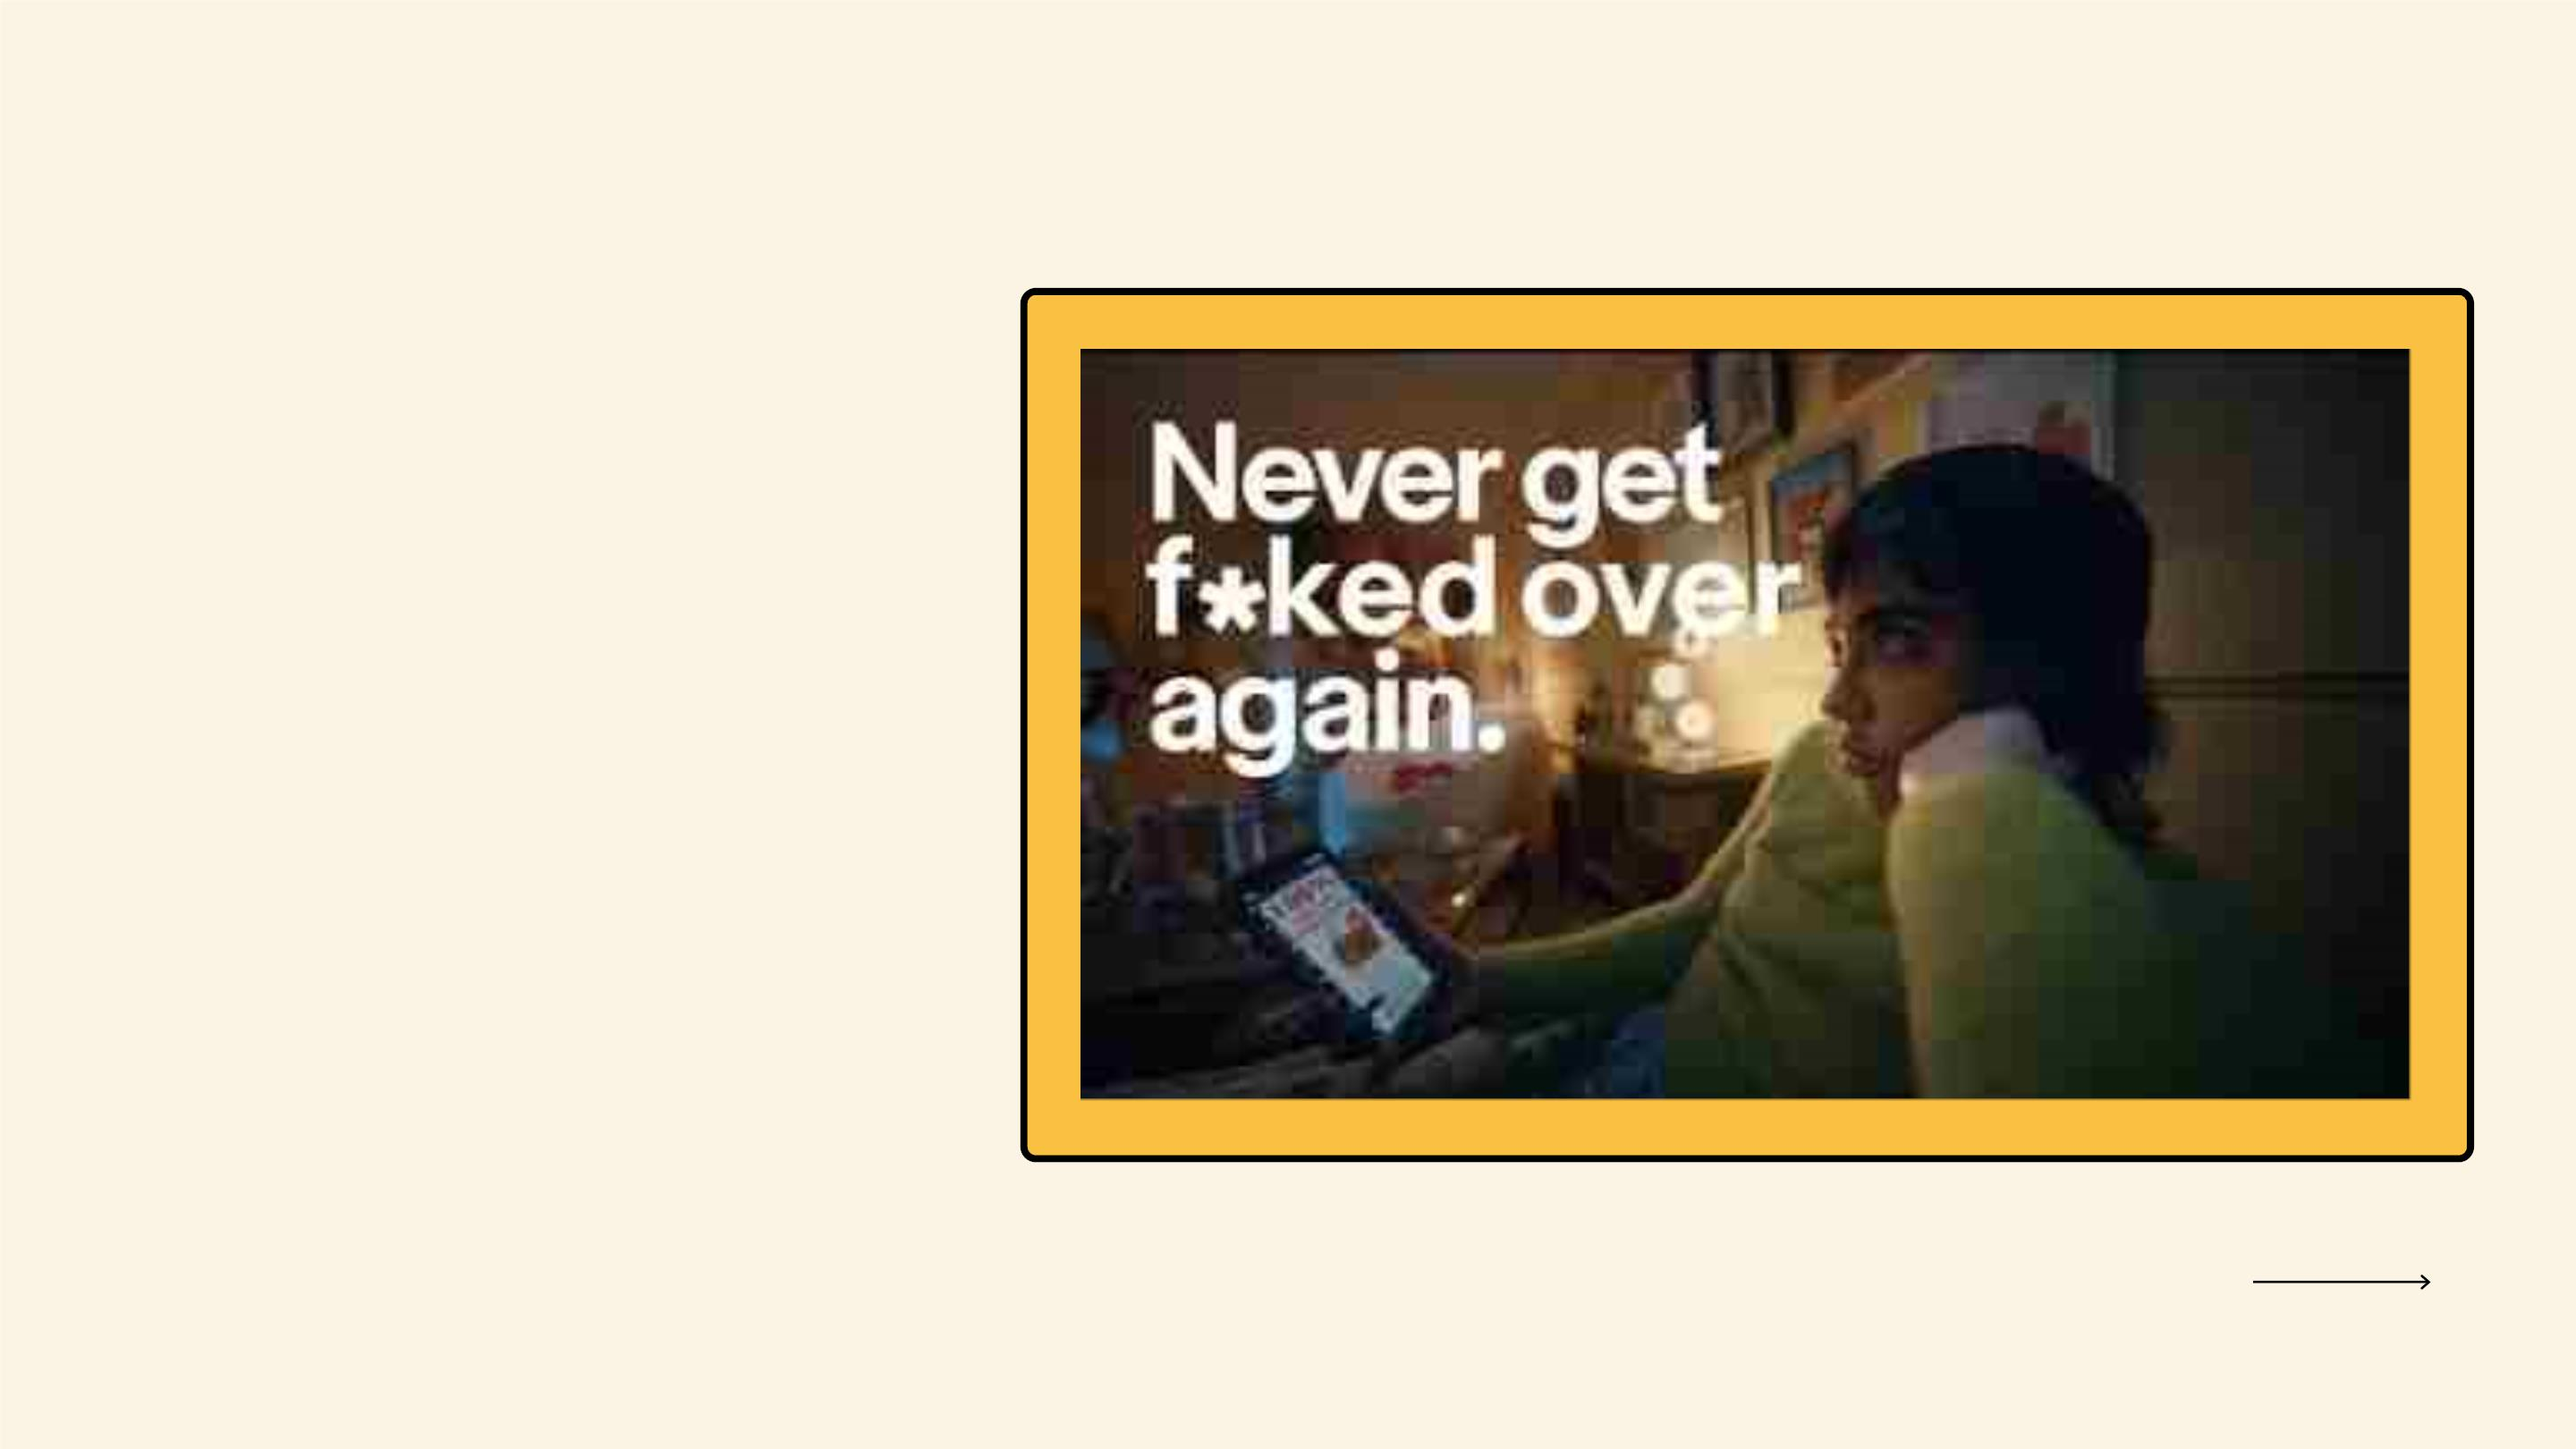 Never get
f*ked over
again.